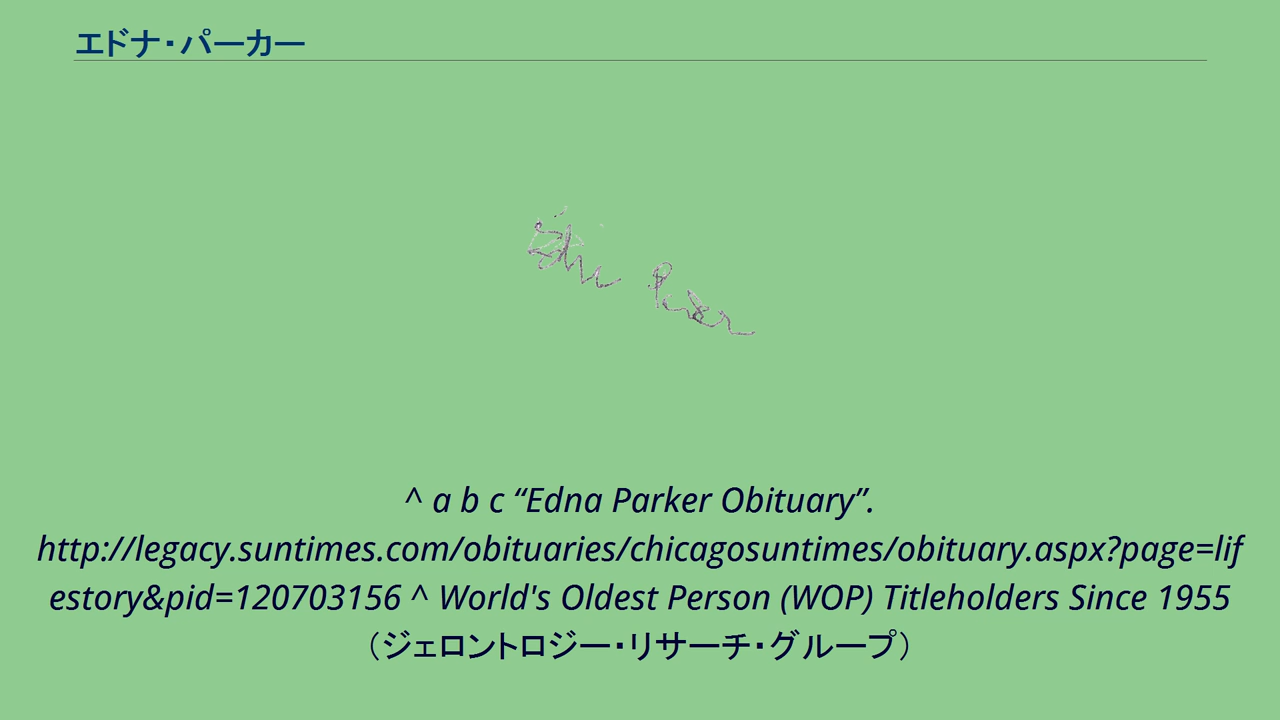 エドナ・パーカー
^ a b c “Edna Parker Obituary”.
http://legacy.suntimes.com/obituaries/chicagosuntimes/obituary.aspx?page=lif
estory&pid=120703156 ^ World's Oldest Person (WOP) Titleholders Since 1955
（ジェロントロジー・リサーチ・グループ）